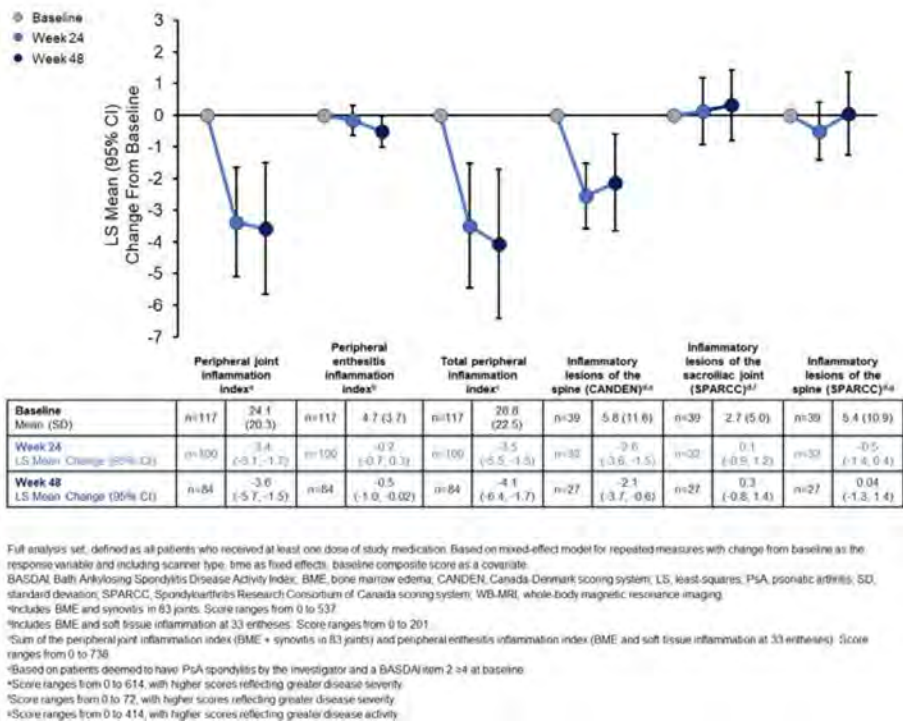 Baseline
Week 24
Week 48
LS Mean (95% CI)
Change From Baseline
3
2
1
0
-1
-2
-3
-4
-5
-6
-7
Peripheral joint inflammation indexᵃ
Peripheral enthesitis inflammation indexᵇ
Total peripheral inflammation indexᶜ
Inflammatory lesions of the spine (CANDEN)ᵈ,ᵉ
Inflammatory lesions of the sacroiliac joint (SPARCC)ᵈ,ᶠ
Inflammatory lesions of the spine (SPARCC)ᵈ,ᵍ
Baseline Mean (SD) n=117 24.1 (20.3) n=117 4.7 (3.7) n=117 28.8 (22.5) n=39 5.8 (11.6) n=39 2.7 (5.0) n=39 5.4 (10.9)
Week 24 LS Mean Change (95% CI) n=100 -3.4 (-5.1, -1.7) n=100 -0.2 (-0.7, 0.3) n=100 -3.5 (-5.5, -1.5) n=32 -2.6 (-3.6, -1.5) n=32 0.1 (-0.9, 1.2) n=32 -0.5 (-1.4, 0.4)
Week 48 LS Mean Change (95% CI) n=84 -3.6 (-5.7, -1.5) n=84 -0.5 (-1.0, -0.02) n=84 -4.1 (-6.4, -1.7) n=27 -2.1 (-3.7, -0.6) n=27 0.3 (-0.8, 1.4) n=27 0.04 (-1.3, 1.4)
Full analysis set, defined as all patients who received at least one dose of study medication. Based on mixed-effect model for repeated measures with change from baseline as the
response variable and including scanner type, time as fixed effects, baseline composite score as a covariate.
BASDAI, Bath Ankylosing Spondylitis Disease Activity Index; BME, bone marrow edema; CANDEN, Canada-Denmark scoring system; LS, least-squares; PsA, psoriatic arthritis; SD,
standard deviation; SPARCC, Spondyloarthritis Research Consortium of Canada scoring system; WB-MRI, whole-body magnetic resonance imaging.
ᵃIncludes BME and synovitis in 83 joints. Score ranges from 0 to 537.
ᵇIncludes BME and soft tissue inflammation at 33 entheses. Score ranges from 0 to 201.
ᶜSum of the peripheral joint inflammation index (BME + synovitis in 83 joints) and peripheral enthesitis inflammation index (BME and soft tissue inflammation at 33 entheses). Score
ranges from 0 to 738.
ᵈBased on patients deemed to have PsA spondylitis by the investigator and a BASDAI item 2 ≥4 at baseline.
ᵉScore ranges from 0 to 614, with higher scores reflecting greater disease severity.
ᶠScore ranges from 0 to 72, with higher scores reflecting greater disease severity.
ᵍScore ranges from 0 to 414, with higher scores reflecting greater disease activity.